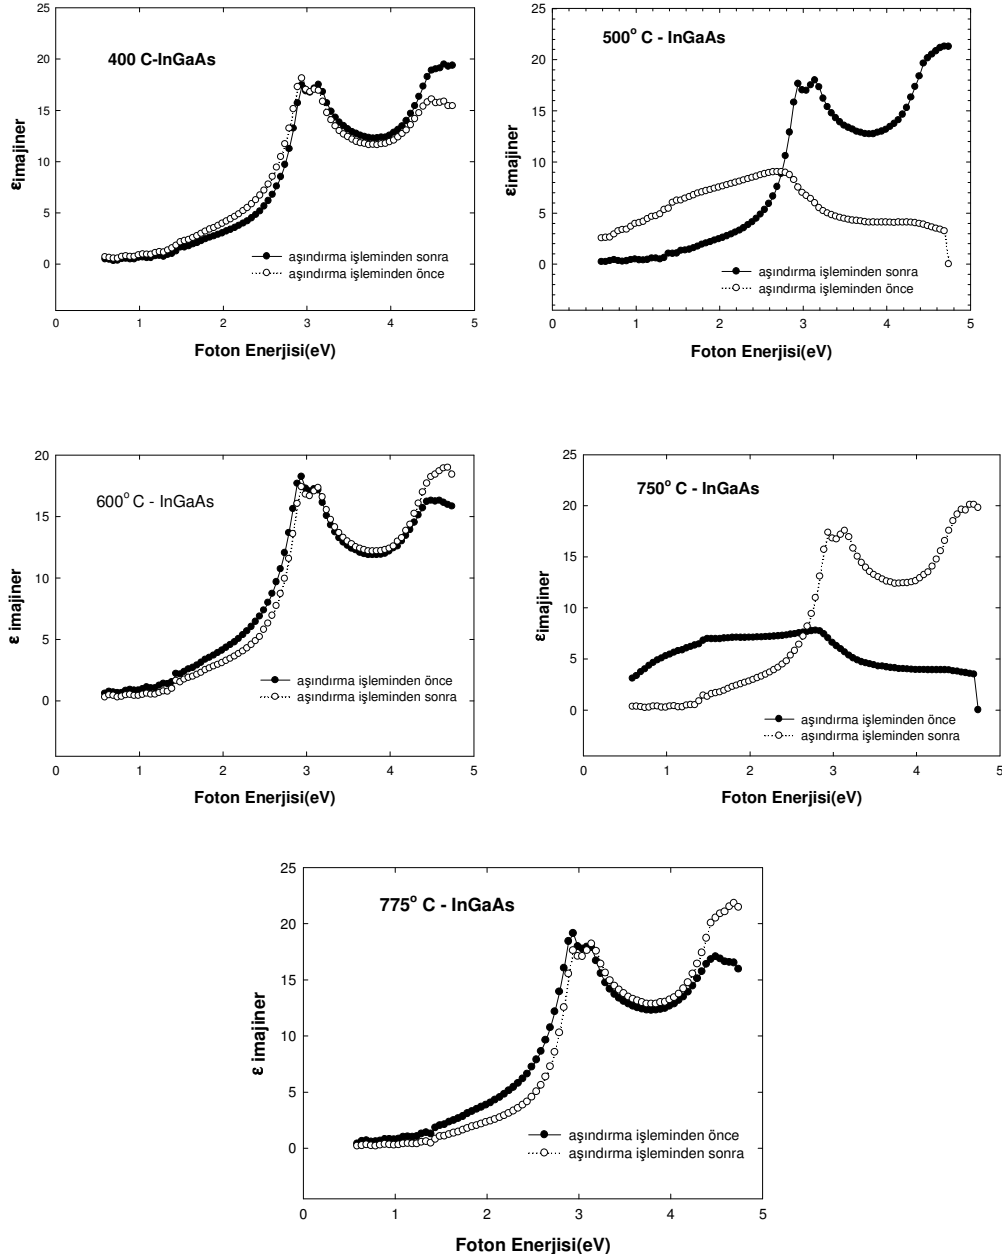 400 C-InGaAs
25
20
15
10
5
0
εimajiner
aşındırma işleminden sonra
aşındırma işleminden önce
0 1 2 3 4 5
Foton Enerjisi(eV)
500° C - InGaAs
25
20
15
10
5
0
εimajiner
aşındırma işleminden sonra
aşındırma işleminden önce
0 1 2 3 4 5
Foton Enerjisi(eV)
600° C - InGaAs
20
15
10
5
0
ε imajiner
aşındırma işleminden önce
aşındırma işleminden sonra
0 1 2 3 4 5
Foton Enerjisi(eV)
750° C - InGaAs
25
20
15
10
5
0
εimajiner
aşındırma işleminden önce
aşındırma işleminden sonra
0 1 2 3 4 5
Foton Enerjisi(eV)
775° C - InGaAs
25
20
15
10
5
0
ε imajiner
aşındırma işleminden önce
aşındırma işleminden sonra
0 1 2 3 4 5
Foton Enerjisi(eV)